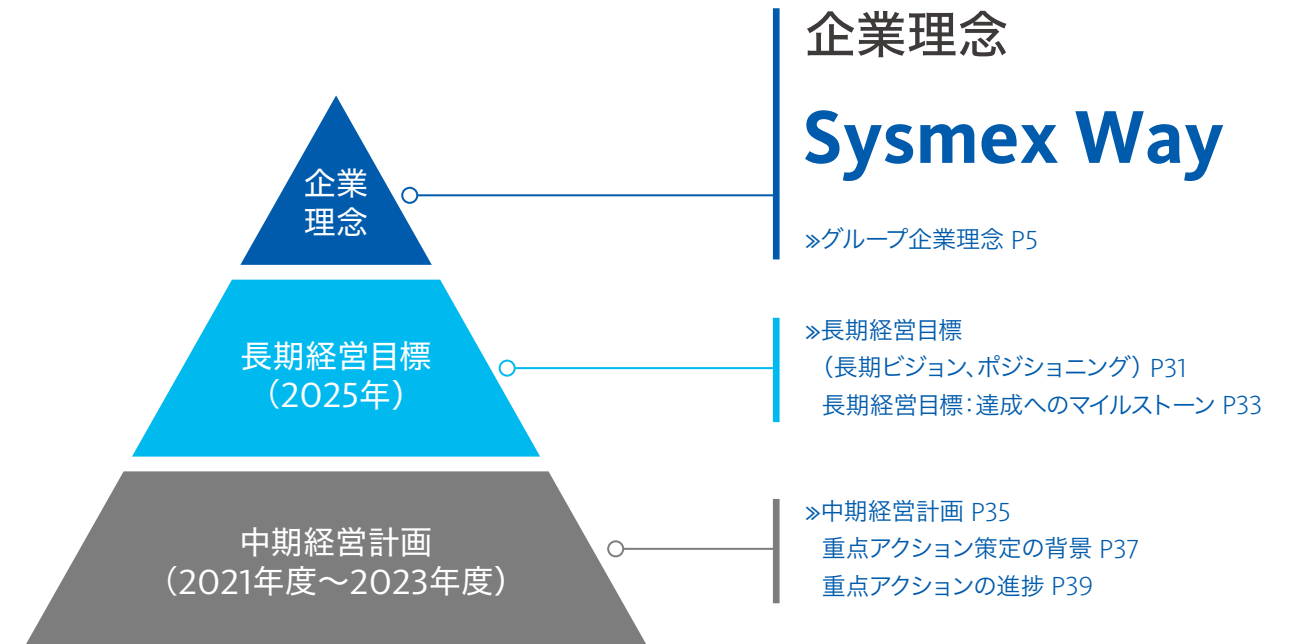 企業理念
Sysmex Way
»グループ企業理念 P5
企業
理念
»長期経営目標
（長期ビジョン、ポジショニング） P31
長期経営目標：達成へのマイルストーン P33
長期経営目標
（2025年）
»中期経営計画 P35
重点アクション策定の背景 P37
重点アクションの進捗 P39
中期経営計画
（2021年度～2023年度）